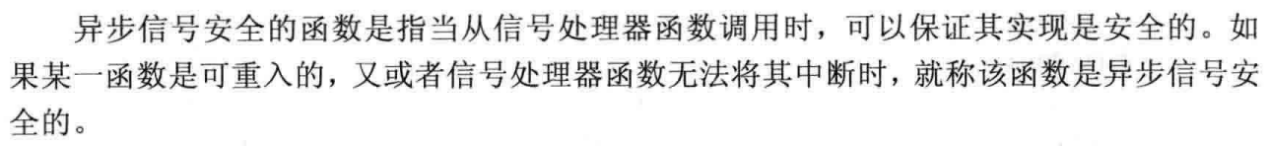 异步信号安全的函数是指当从信号处理器函数调用时，可以保证其实现是安全的。如
果某一函数是可重入的，又或者信号处理器函数无法将其中断时，就称该函数是异步信号安
全的。